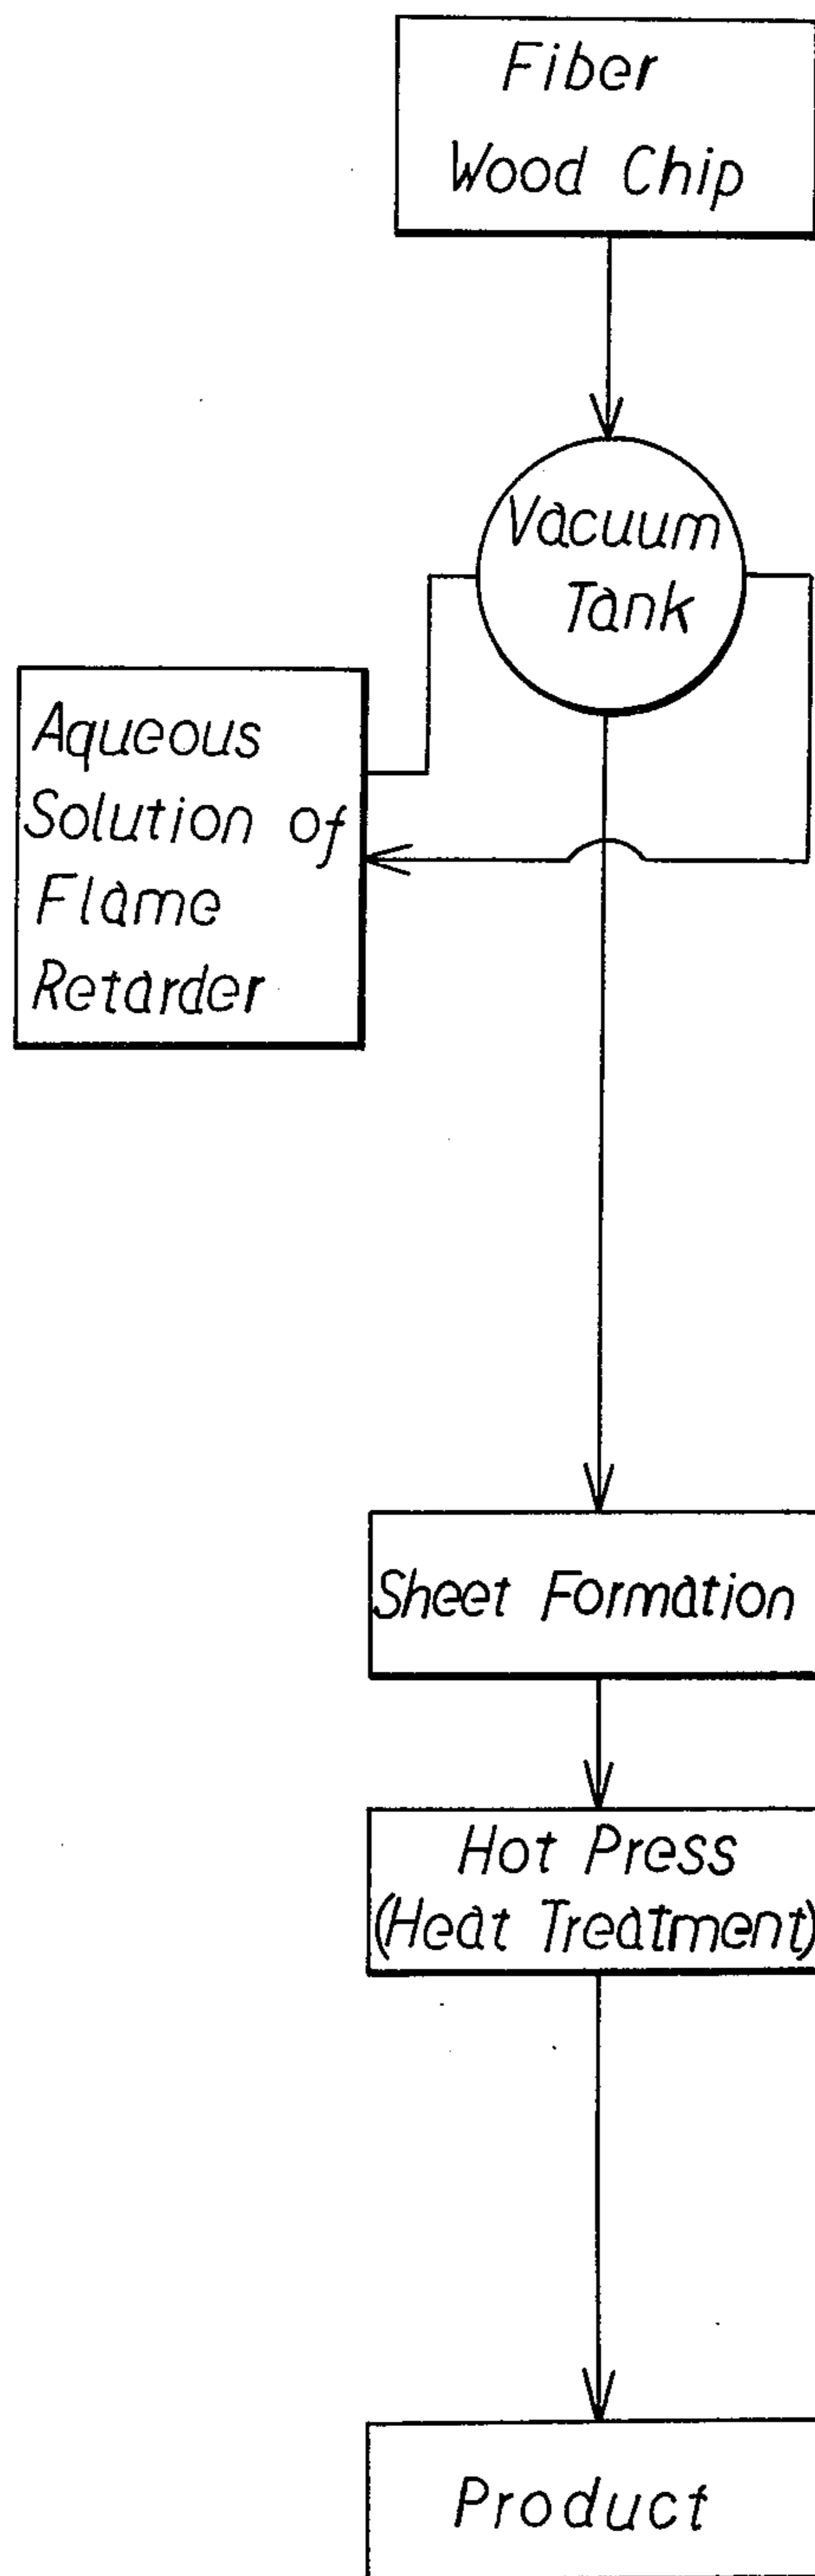 Fiber
Wood Chip
Vacuum
Tank
Aqueous
Solution of
Flame
Retarder
Sheet Formation
Hot Press
(Heat Treatment)
Product